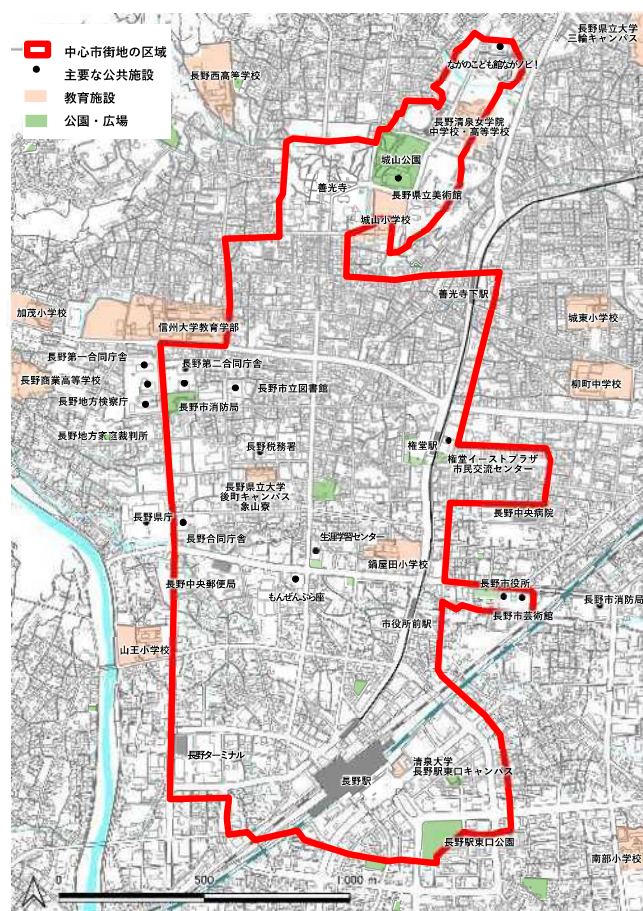 中心市街地の区域
主要な公共施設
教育施設
公園・広場
長野県立大学
三輪キャンパス
ながのこども館ながノビ!
長野西高等学校
長野清泉女学院
中学校・高等学校
城山公園
善光寺
長野県立美術館
城山小学校
善光寺下駅
加茂小学校
信州大学教育学部
城東小学校
長野第一合同庁舎
長野第二合同庁舎
長野商業高等学校
長野市立図書館
柳町中学校
長野地方検察庁
長野市消防局
長野地方家庭裁判所
長野税務署
権堂駅
権堂イーストプラザ
市民交流センター
長野県立大学
後町キャンパス
象山寮
長野中央病院
長野県庁
長野合同庁舎
生涯学習センター
鍋屋田小学校
長野中央郵便局
もんぜんぷら座
長野市役所
長野市消防局
長野市芸術館
市役所前駅
山王小学校
長野ターミナル
長野駅
清泉大学
長野駅東口キャンパス
長野駅東口公園
南部小学校
0 500 1,000 m